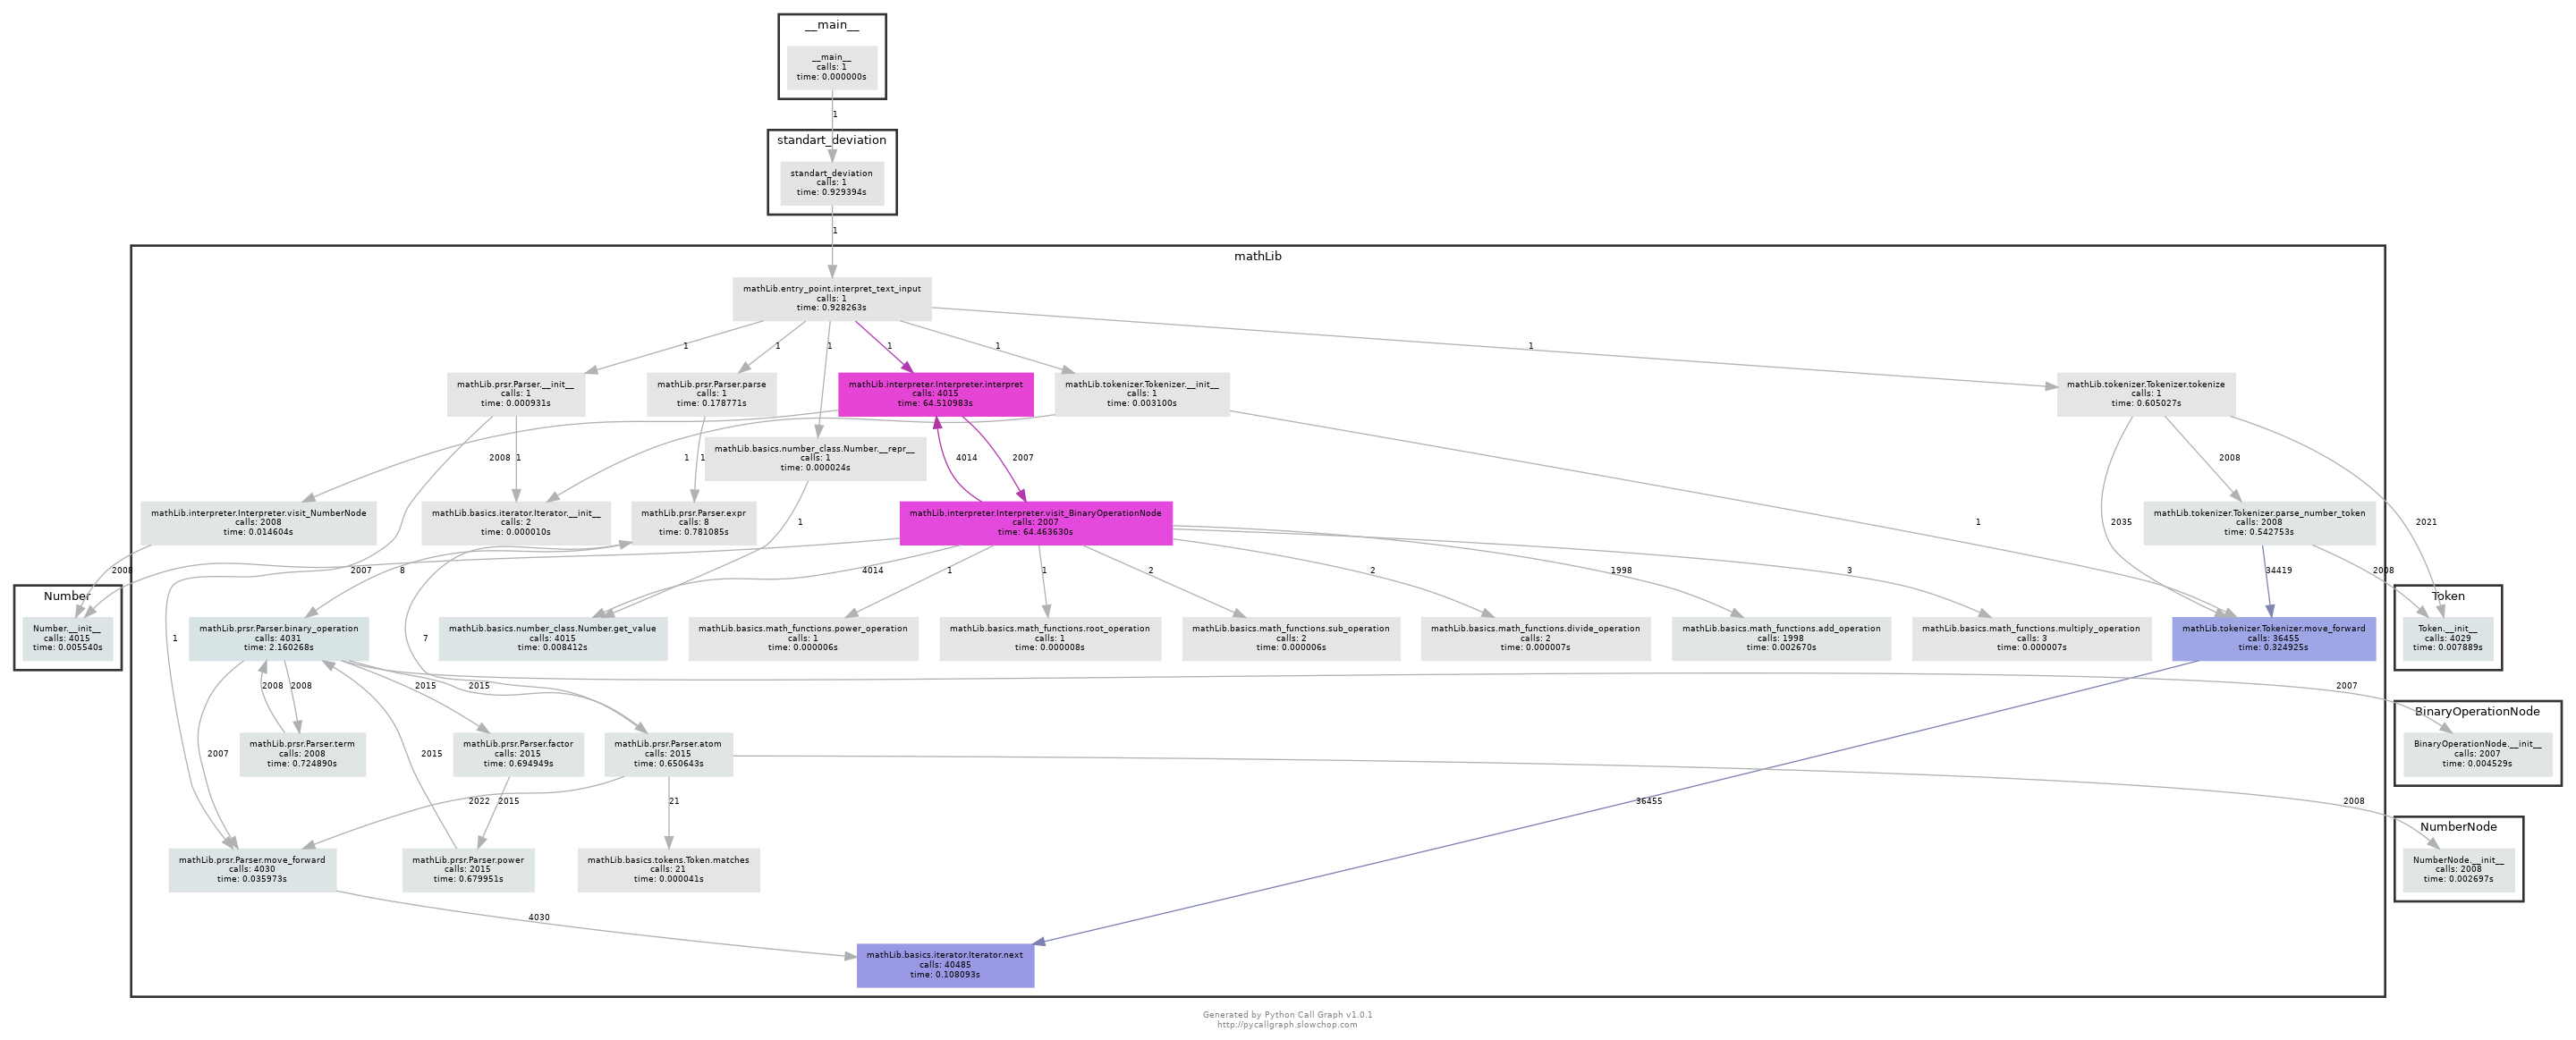 __main__
__main__
calls: 1
time: 0.000000s
1
standart_deviation
standart_deviation
calls: 1
time: 0.929394s
1
mathLib
mathLib.entry_point.interpret_text_input
calls: 1
time: 0.928263s
1
1
1
1
1
1
mathLib.prsr.Parser.__init__
calls: 1
time: 0.000931s
mathLib.prsr.Parser.parse
calls: 1
time: 0.178771s
mathLib.interpreter.Interpreter.interpret
calls: 4015
time: 64.510983s
mathLib.tokenizer.Tokenizer.__init__
calls: 1
time: 0.003100s
mathLib.tokenizer.Tokenizer.tokenize
calls: 1
time: 0.605027s
mathLib.basics.number_class.Number.__repr__
calls: 1
time: 0.000024s
2008
1
1
1
4014
2007
2008
mathLib.interpreter.Interpreter.visit_NumberNode
calls: 2008
time: 0.014604s
mathLib.basics.iterator.Iterator.__init__
calls: 2
time: 0.000010s
mathLib.prsr.Parser.expr
calls: 8
time: 0.781085s
1
mathLib.interpreter.Interpreter.visit_BinaryOperationNode
calls: 2007
time: 64.463630s
1
2035
mathLib.tokenizer.Tokenizer.parse_number_token
calls: 2008
time: 0.542753s
2021
2008
2007
8
4014
1
1
2
2
1998
3
34419
2008
Number
Number.__init__
calls: 4015
time: 0.005540s
Token
Token.__init__
calls: 4029
time: 0.007889s
1
mathLib.prsr.Parser.binary_operation
calls: 4031
time: 2.160268s
7
mathLib.basics.number_class.Number.get_value
calls: 4015
time: 0.008412s
mathLib.basics.math_functions.power_operation
calls: 1
time: 0.000006s
mathLib.basics.math_functions.root_operation
calls: 1
time: 0.000008s
mathLib.basics.math_functions.sub_operation
calls: 2
time: 0.000006s
mathLib.basics.math_functions.divide_operation
calls: 2
time: 0.000007s
mathLib.basics.math_functions.add_operation
calls: 1998
time: 0.002670s
mathLib.basics.math_functions.multiply_operation
calls: 3
time: 0.000007s
mathLib.tokenizer.Tokenizer.move_forward
calls: 36455
time: 0.324925s
2008
2008
2015
2015
2007
BinaryOperationNode
BinaryOperationNode.__init__
calls: 2007
time: 0.004529s
2007
mathLib.prsr.Parser.term
calls: 2008
time: 0.724890s
2015
mathLib.prsr.Parser.factor
calls: 2015
time: 0.694949s
mathLib.prsr.Parser.atom
calls: 2015
time: 0.650643s
2022
2015
21
36455
2008
NumberNode
NumberNode.__init__
calls: 2008
time: 0.002697s
mathLib.prsr.Parser.move_forward
calls: 4030
time: 0.035973s
mathLib.prsr.Parser.power
calls: 2015
time: 0.679951s
mathLib.basics.tokens.Token.matches
calls: 21
time: 0.000041s
4030
mathLib.basics.iterator.Iterator.next
calls: 40485
time: 0.108093s
Generated by Python Call Graph v1.0.1
http://pycallgraph.slowchop.com